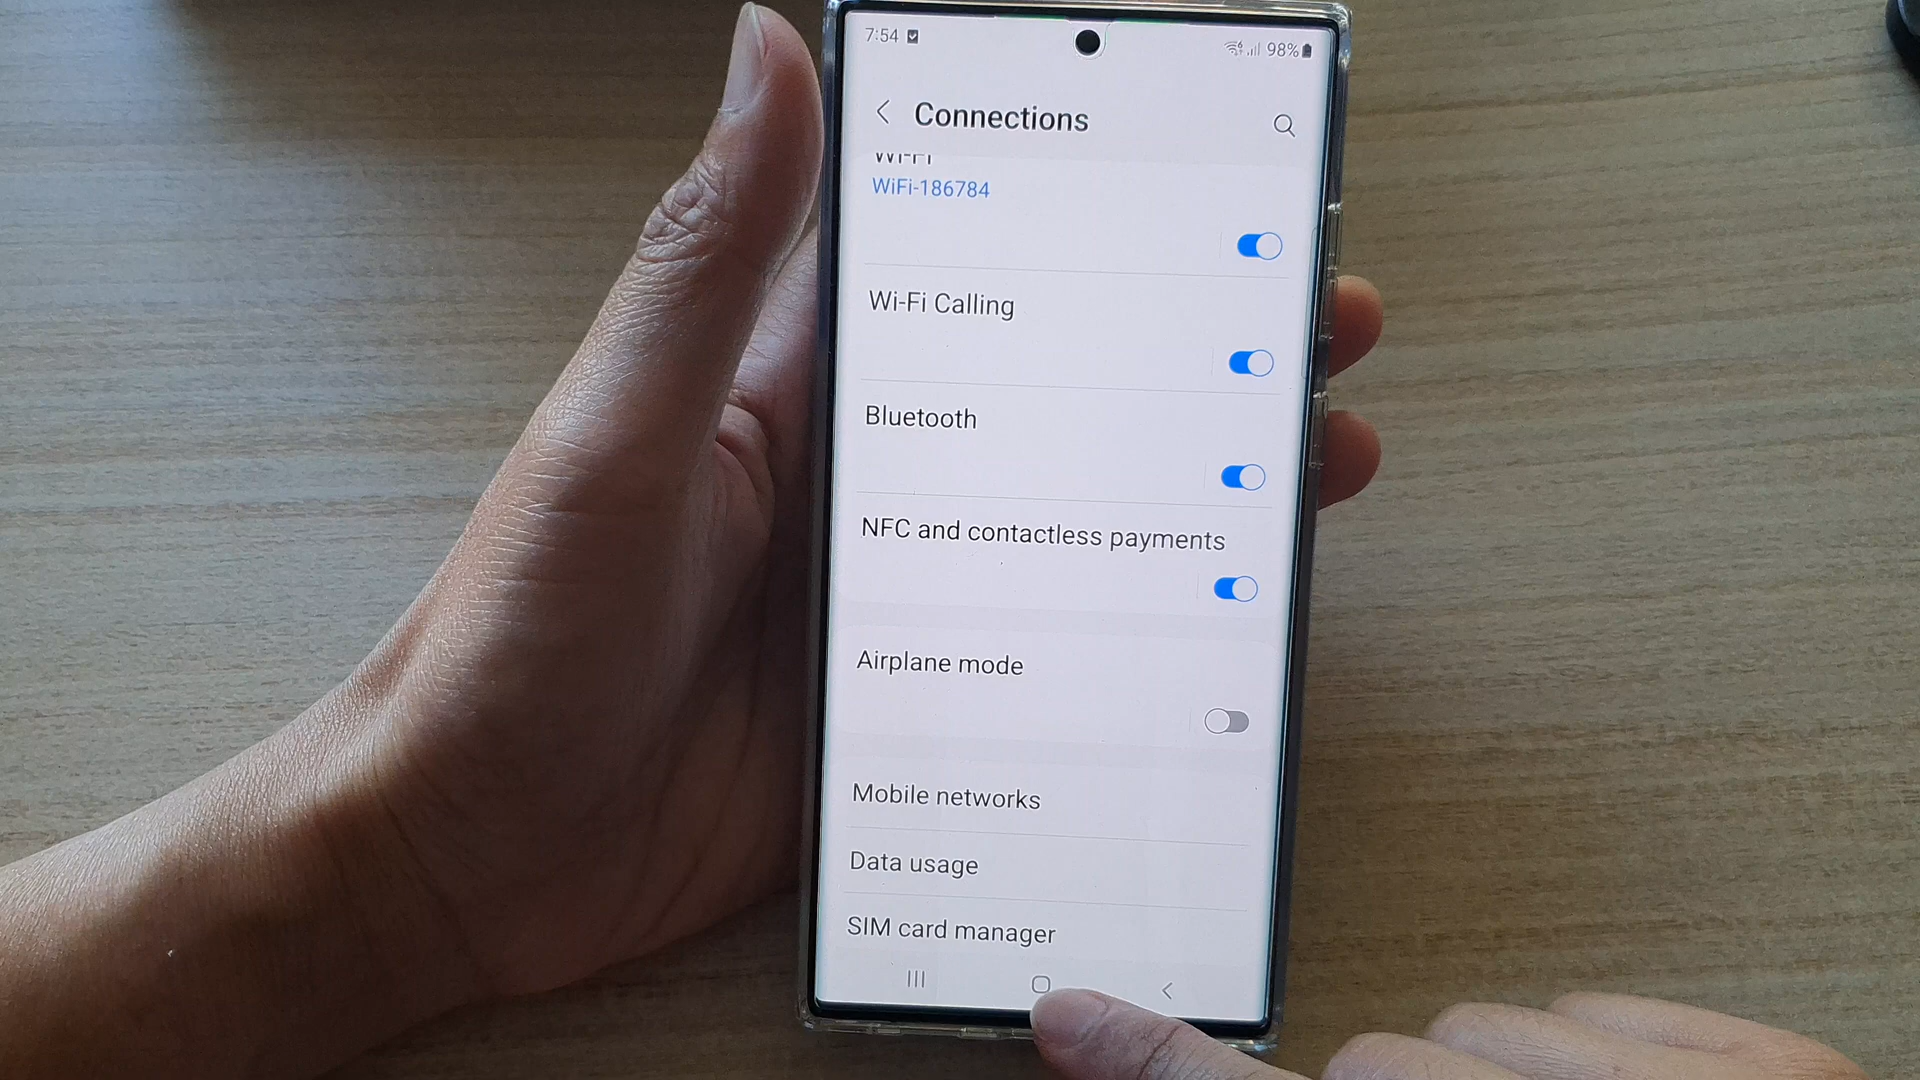 7:54
98%
Connections
Wi-Fi
WiFi-186784
Wi-Fi Calling
Bluetooth
NFC and contactless payments
Airplane mode
Mobile networks
Data usage
SIM card manager